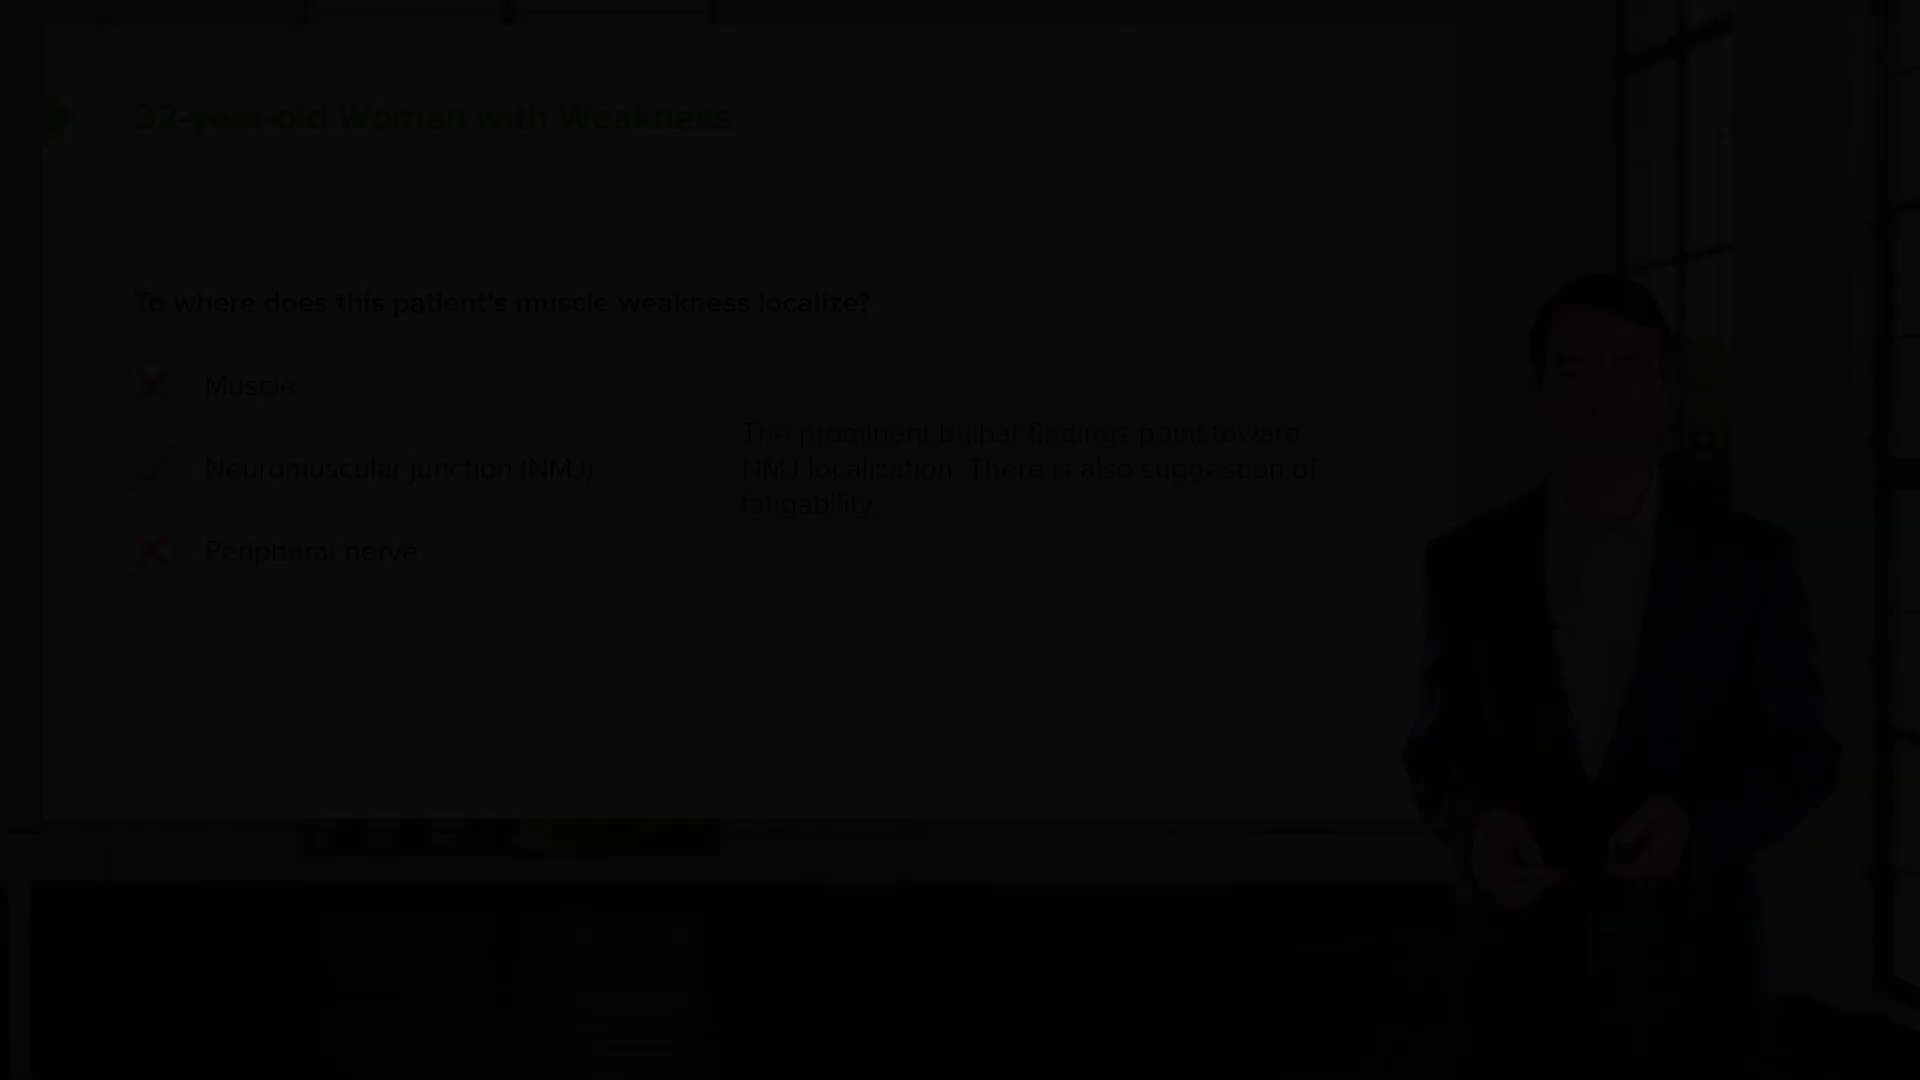 32-year-old Woman with Weakness
To where does this patient's muscle weakness localize?
Muscle
Neuromuscular junction (NMJ)
Peripheral nerve
The prominent bulbar findings point toward
NMJ localization. There is also suggestion of
fatigability.